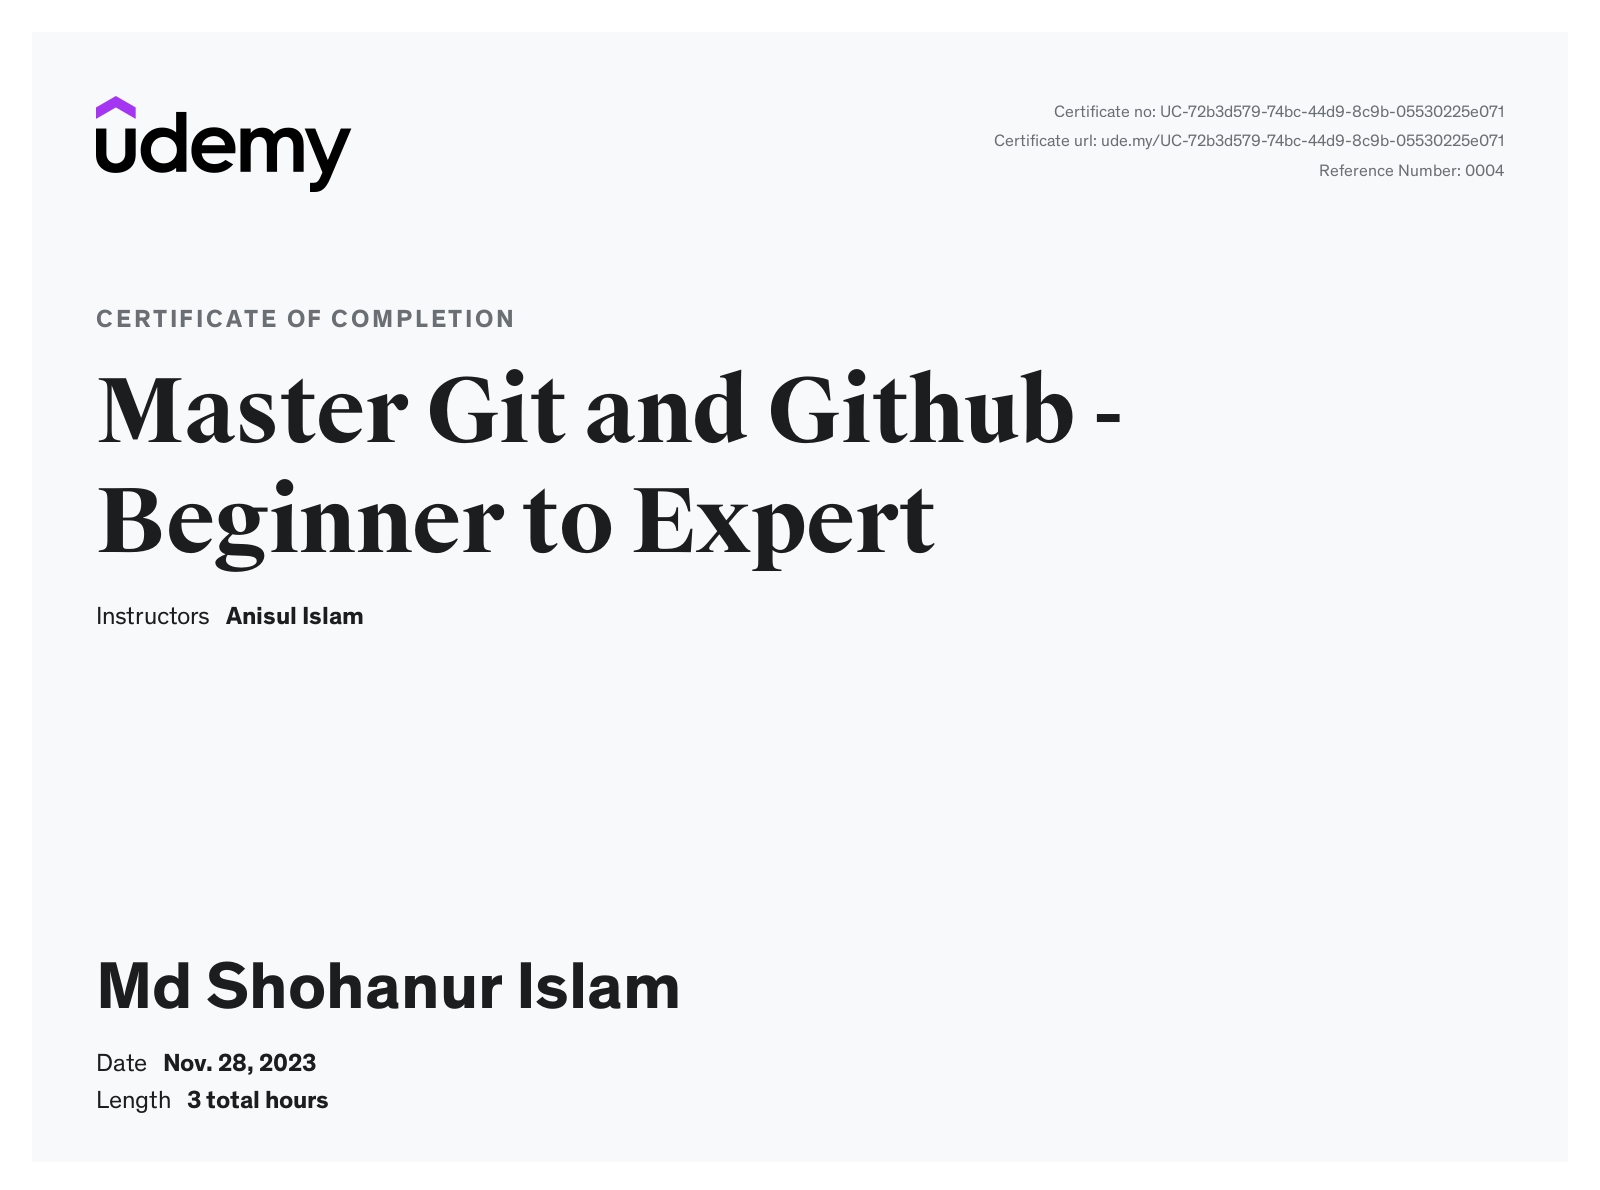 udemy
Certificate no: UC-72b3d579-74bc-44d9-8c9b-05530225e071
Certificate url: ude.my/UC-72b3d579-74bc-44d9-8c9b-05530225e071
Reference Number: 0004
CERTIFICATE OF COMPLETION
Master Git and Github -
Beginner to Expert
Instructors Anisul Islam
Md Shohanur Islam
Date Nov. 28, 2023
Length 3 total hours